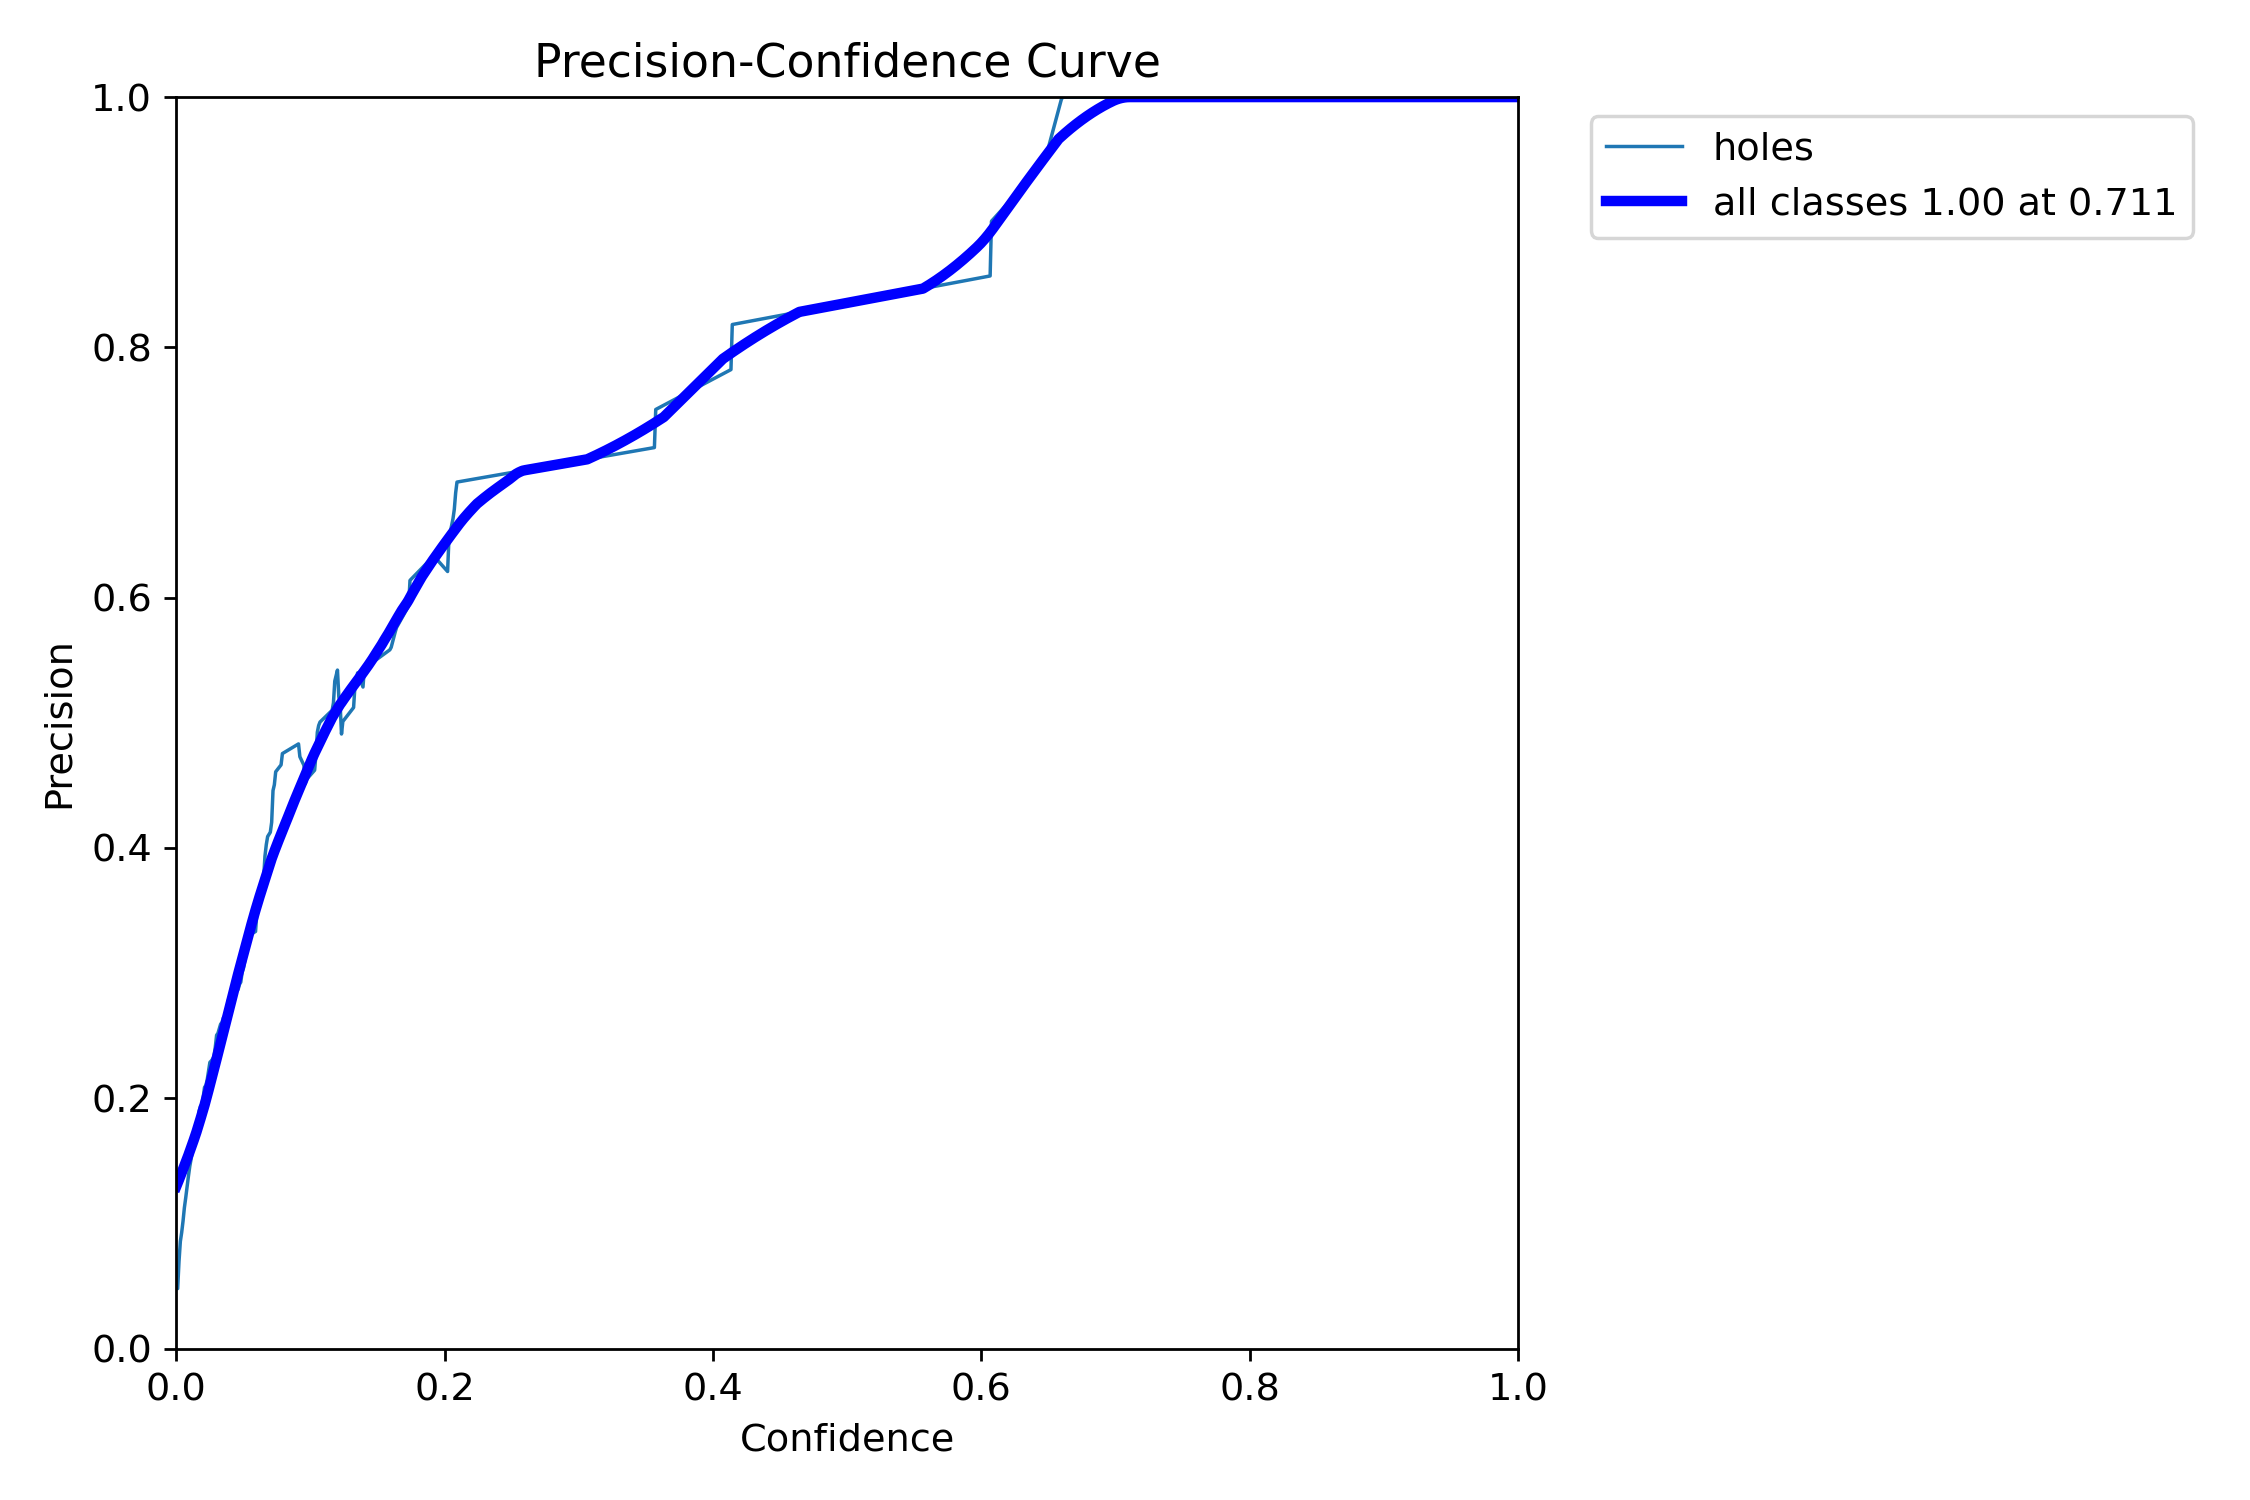 Precision-Confidence Curve
1.0
0.8
0.6
0.4
0.2
0.0
Precision
0.0 0.2 0.4 0.6 0.8 1.0
Confidence
holes
all classes 1.00 at 0.711